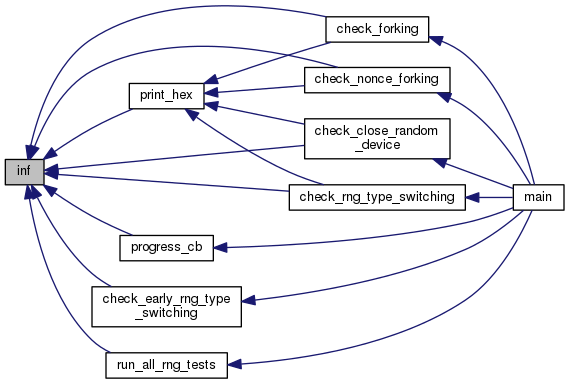 check_forking
check_nonce_forking
print_hex
check_close_random
_device
inf
check_rng_type_switching
main
progress_cb
check_early_rng_type
_switching
run_all_rng_tests